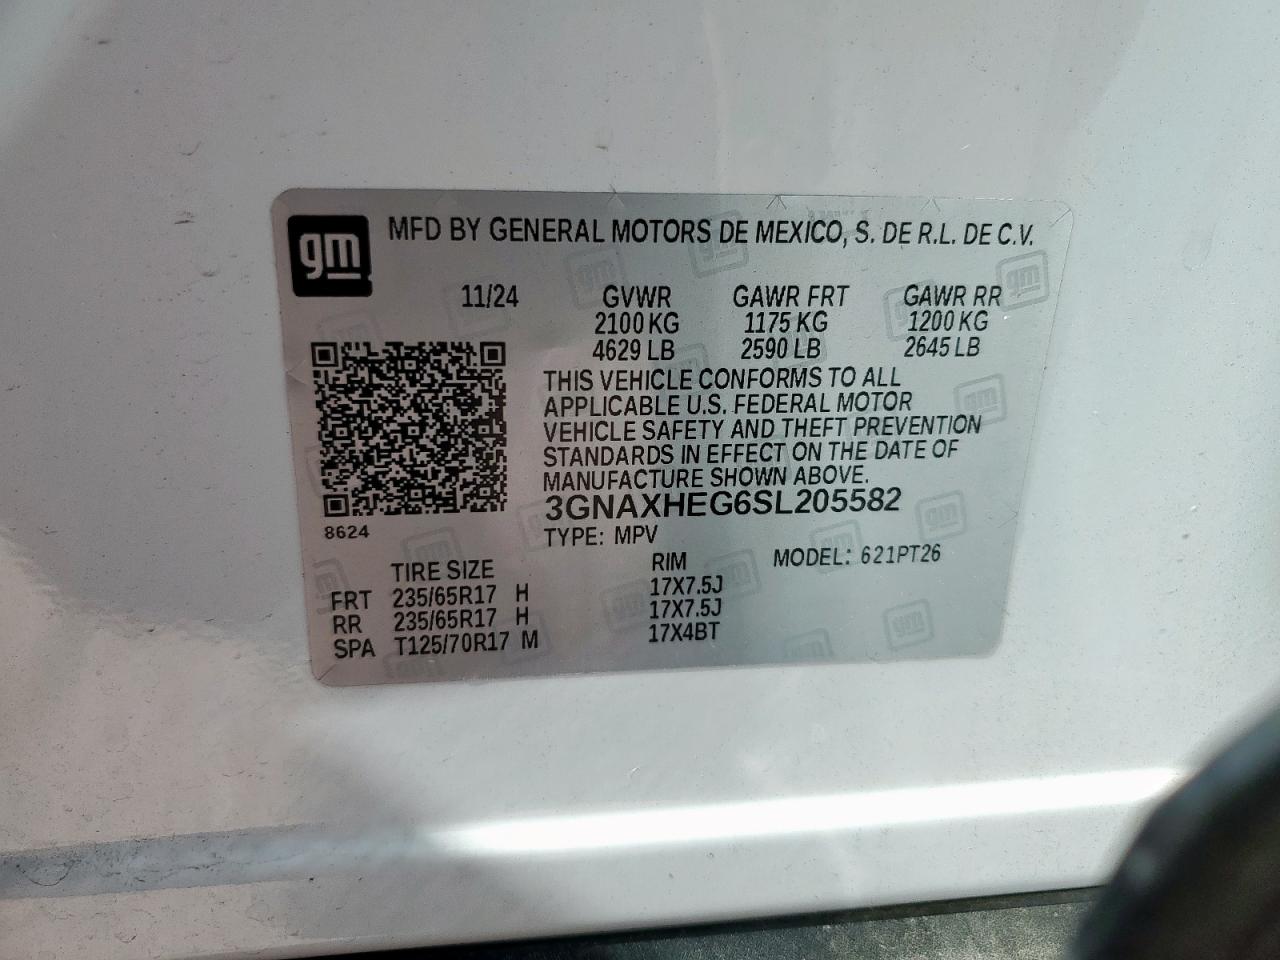 gm
MFD BY GENERAL MOTORS DE MEXICO, S. DE R.L. DE C.V.
11/24 GVWR GAWR FRT GAWR RR
2100 KG 1175 KG 1200 KG
4629 LB 2590 LB 2645 LB
THIS VEHICLE CONFORMS TO ALL
APPLICABLE U.S. FEDERAL MOTOR
VEHICLE SAFETY AND THEFT PREVENTION
STANDARDS IN EFFECT ON THE DATE OF
MANUFACTURE SHOWN ABOVE.
3GNAXHEG6SL205582
8624
TYPE: MPV
MODEL: 621PT26
TIRE SIZE RIM
FRT 235/65R17 H 17X7.5J
RR 235/65R17 H 17X7.5J
SPA T125/70R17 M 17X4BT